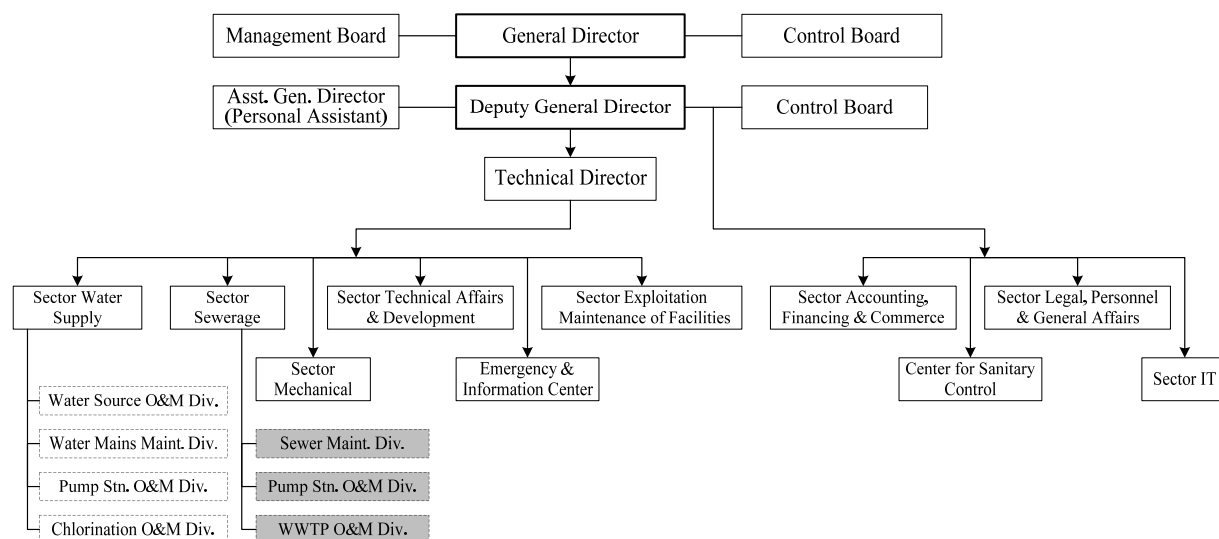 Management Board
General Director
Control Board
Asst. Gen. Director
(Personal Assistant)
Deputy General Director
Control Board
Technical Director
Sector Water
Supply
Sector
Sewerage
Sector Technical Affairs
& Development
Sector Exploitation
Maintenance of Facilities
Sector Accounting,
Financing & Commerce
Sector Legal, Personnel
& General Affairs
Sector
Mechanical
Emergency &
Information Center
Center for Sanitary
Control
Sector IT
Water Source O&M Div.
Water Mains Maint. Div.
Pump Stn. O&M Div.
Chlorination O&M Div.
Sewer Maint. Div.
Pump Stn. O&M Div.
WWTP O&M Div.